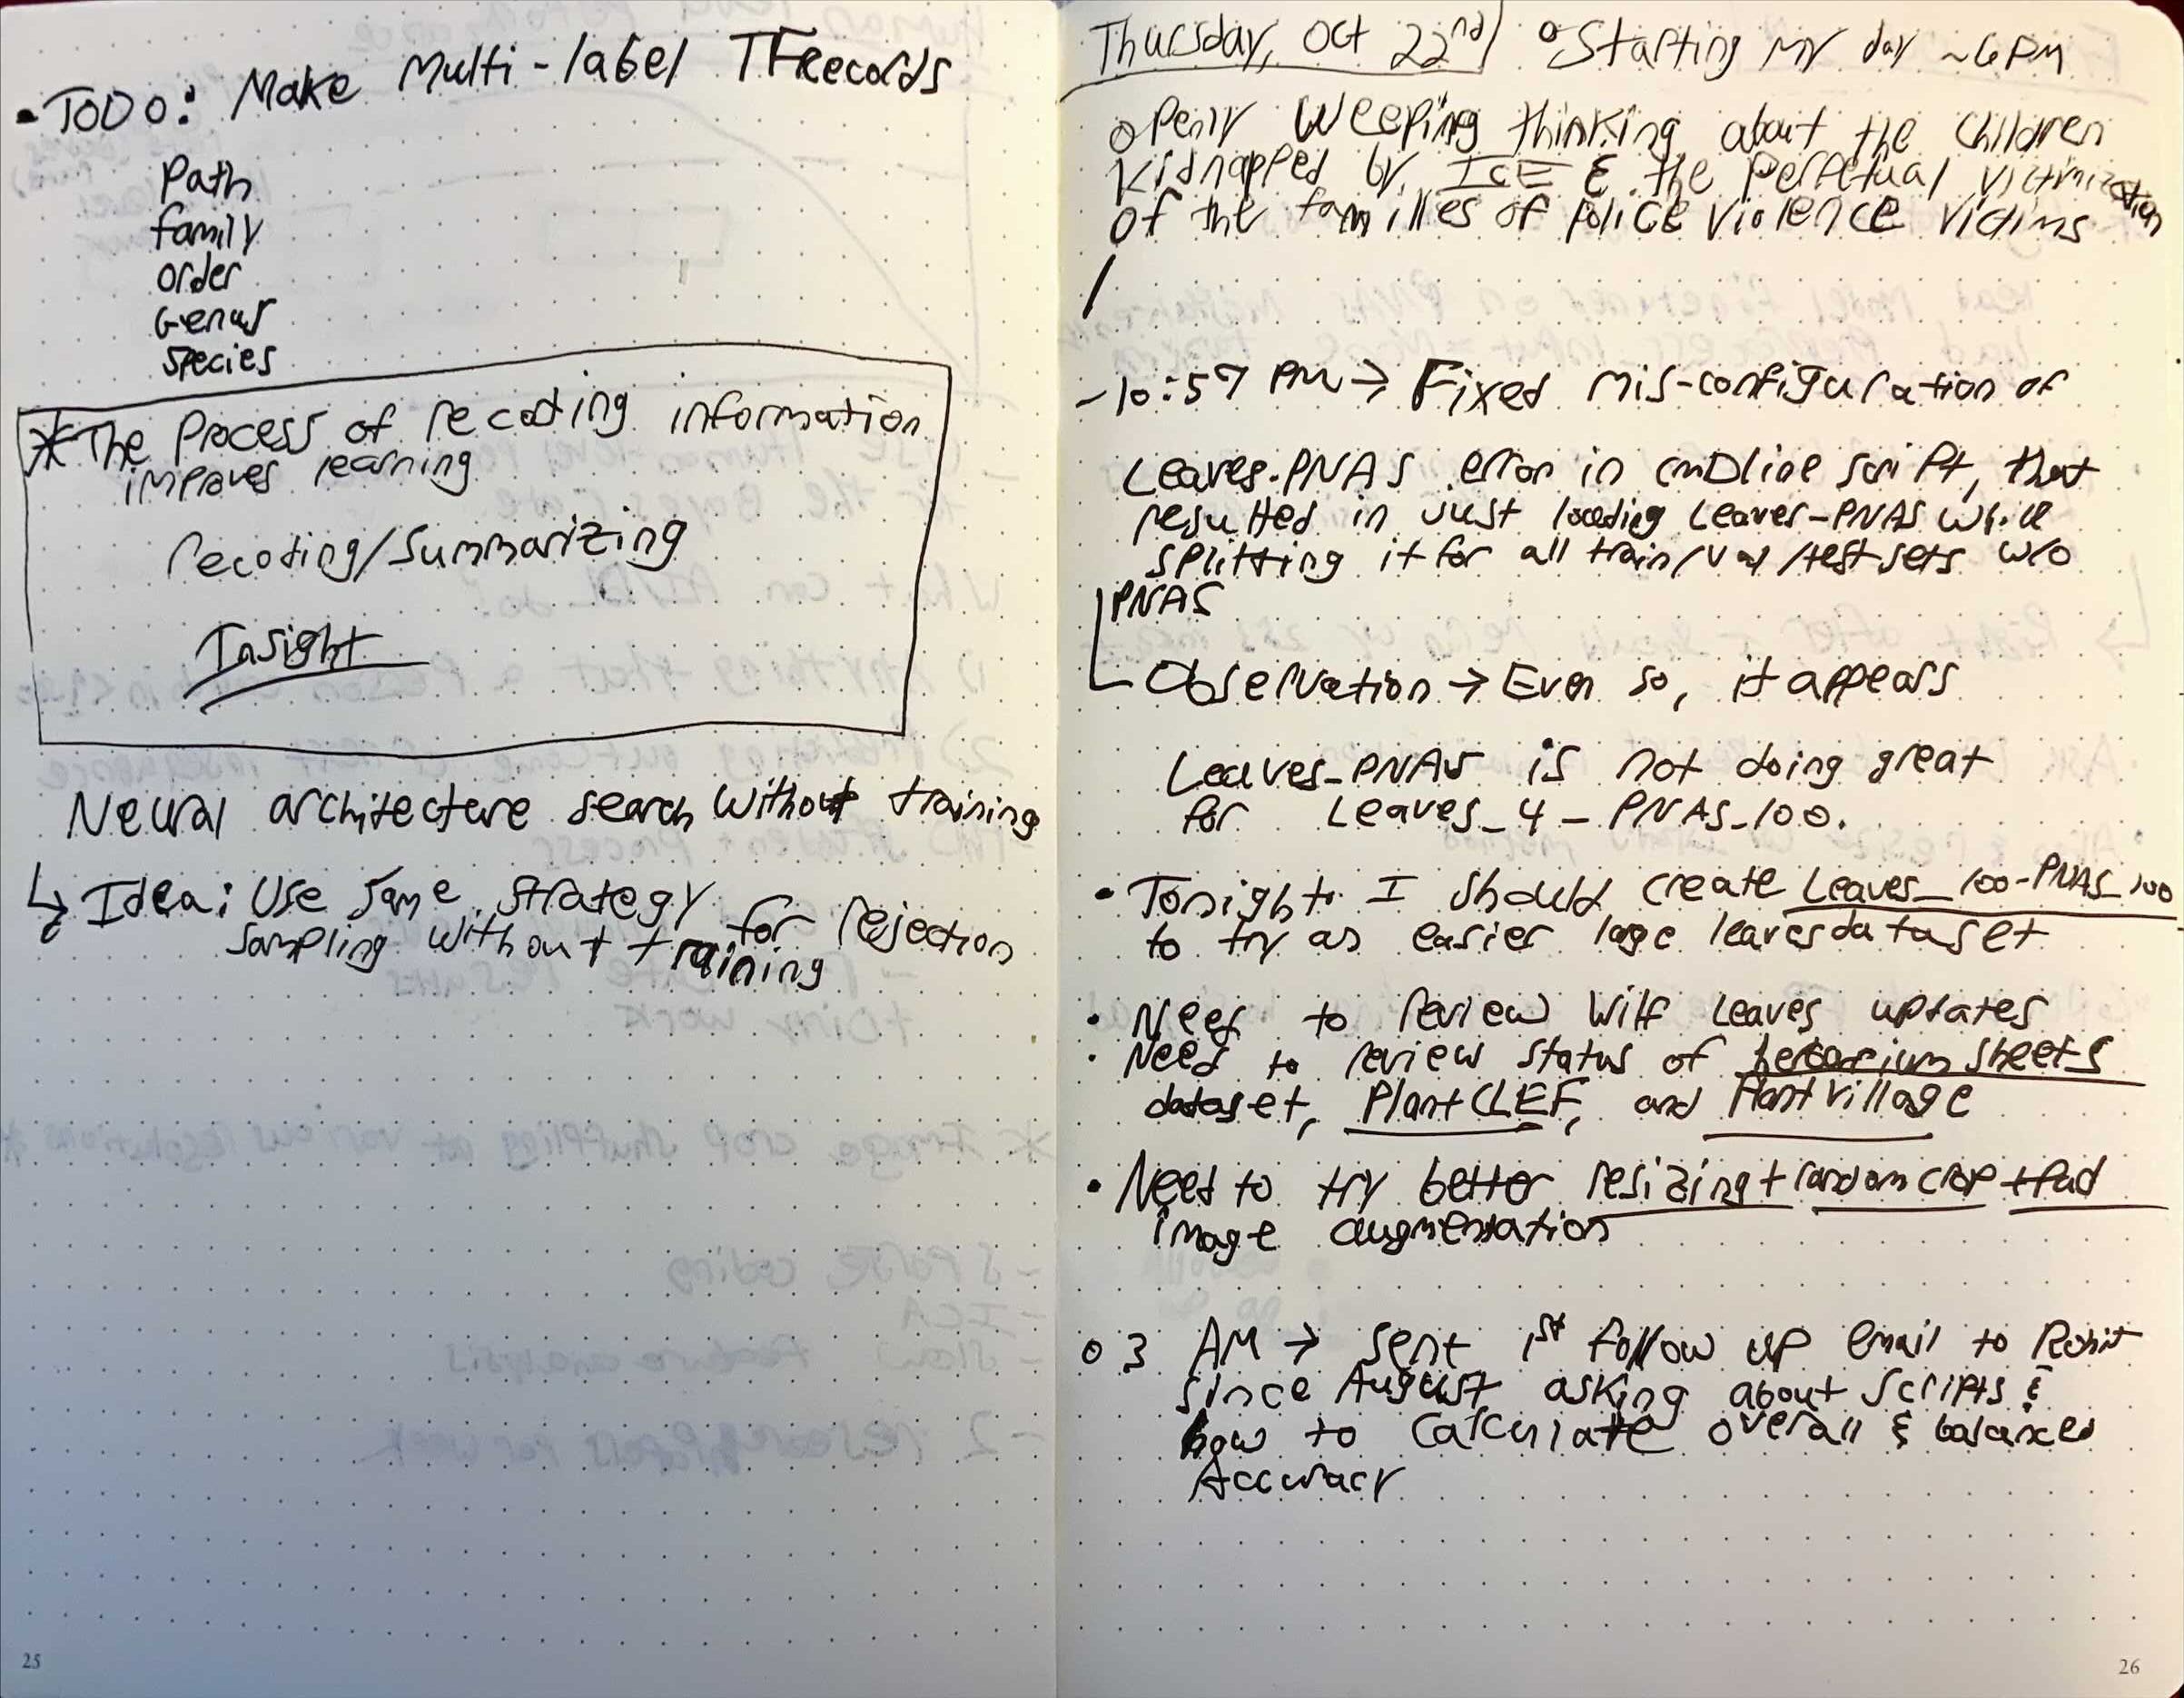 • TODO: Make Multi-label TFRecords
Path
family
order
Genus
Species
* The Process of recoding information
improves learning
recoding/summarizing
Insight
Neural architecture search without training
↳ Idea: Use same strategy for rejection
sampling without training
25
Thursday, Oct 22nd
o Starting my day ~6PM
openly weeping thinking about the children
kidnapped by ICE & the perpetual victimization
of the families of police violence victims
- 10:57 PM → Fixed mis-configuration of
Leaves-PNAS error in cmDline script, that
resulted in just loading Leaves-PNAS while
splitting it for all train/val/test sets w/o
PNAS
Observation → Even so, it appears
Leaves_PNAS is not doing great
for Leaves_4_PNAS_100.
• Tonight I should create Leaves_100-PNAS_100
to try as easier large leaves dataset
• Need to review Wilf Leaves updates
• Need to review status of herbarium sheets
dataset, PlantCLEF, and PlantVillage
• Need to try better resizing + random crop + pad
image augmentation
o 3 AM → sent 1st follow up email to Rohit
since August asking about scripts &
how to calculate overall & balanced
Accuracy
26